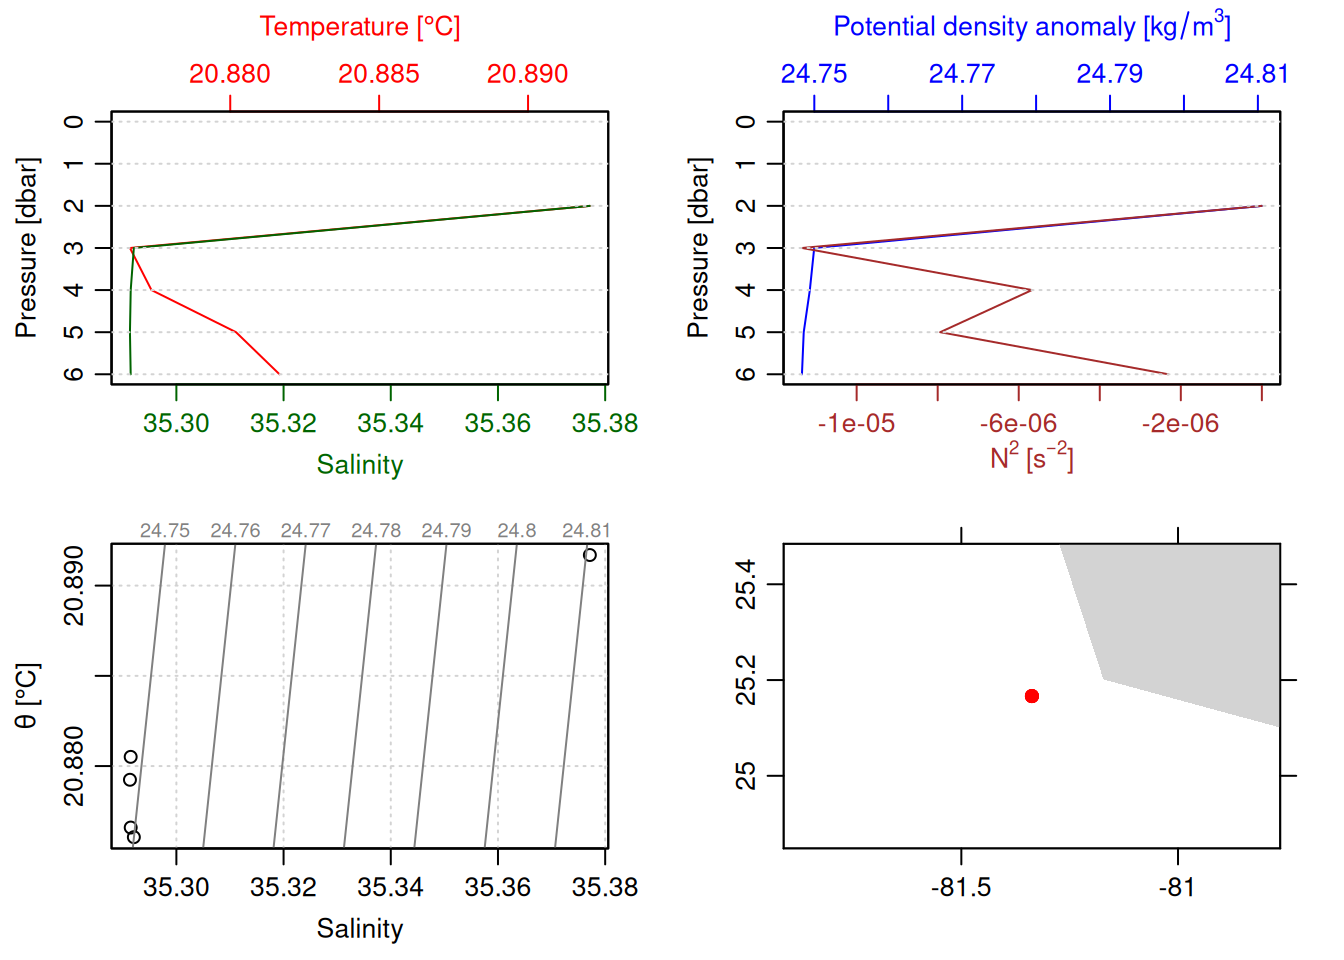 Temperature [°C]
20.880 20.885 20.890
0
1
2
3
4
5
6
Pressure [dbar]
35.30 35.32 35.34 35.36 35.38
Salinity
Potential density anomaly [kg/m³]
24.75 24.77 24.79 24.81
0
1
2
3
4
5
6
Pressure [dbar]
-1e-05 -6e-06 -2e-06
N² [s⁻²]
24.75 24.76 24.77 24.78 24.79 24.8 24.81
20.890
20.880
θ [°C]
35.30 35.32 35.34 35.36 35.38
Salinity
25.4
25.2
25
-81.5 -81